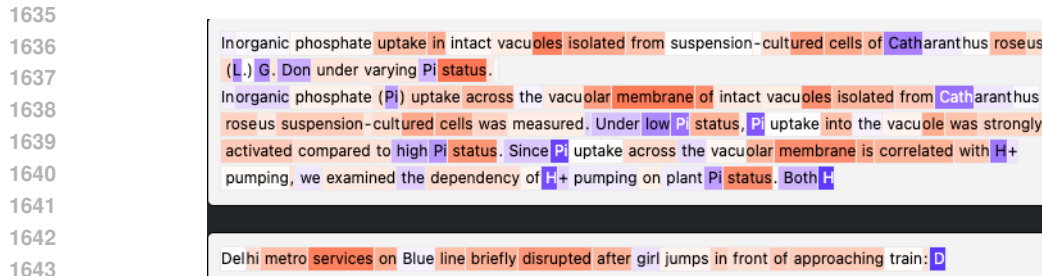 1635
1636
1637
1638
1639
1640
1641
1642
1643
Inorganic phosphate uptake in intact vacuoles isolated from suspension-cultured cells of Catharanthus roseus
(L.) G. Don under varying Pi status.
Inorganic phosphate (Pi) uptake across the vacuolar membrane of intact vacuoles isolated from Catharanthus
roseus suspension-cultured cells was measured. Under low Pi status, Pi uptake into the vacuole was strongly
activated compared to high Pi status. Since Pi uptake across the vacuolar membrane is correlated with H+
pumping, we examined the dependency of H+ pumping on plant Pi status. Both H
Delhi metro services on Blue line briefly disrupted after girl jumps in front of approaching train: D